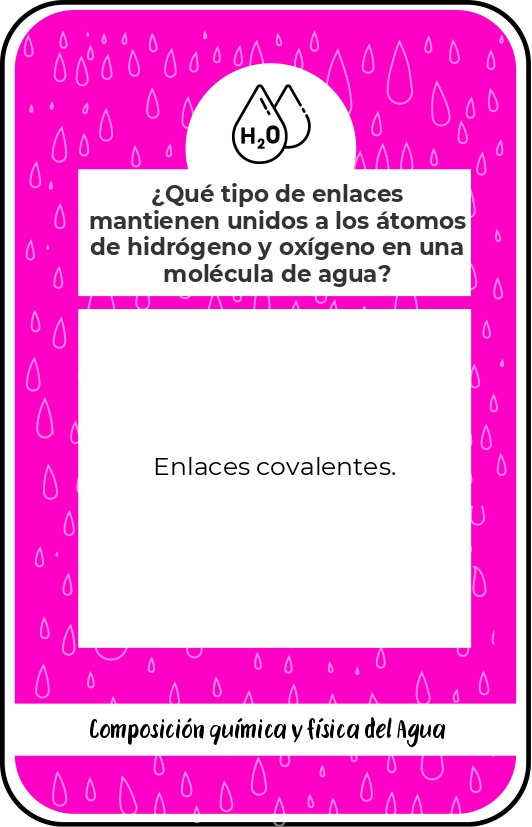 H₂O
¿Qué tipo de enlaces
mantienen unidos a los átomos
de hidrógeno y oxígeno en una
molécula de agua?
Enlaces covalentes.
Composición química y física del Agua